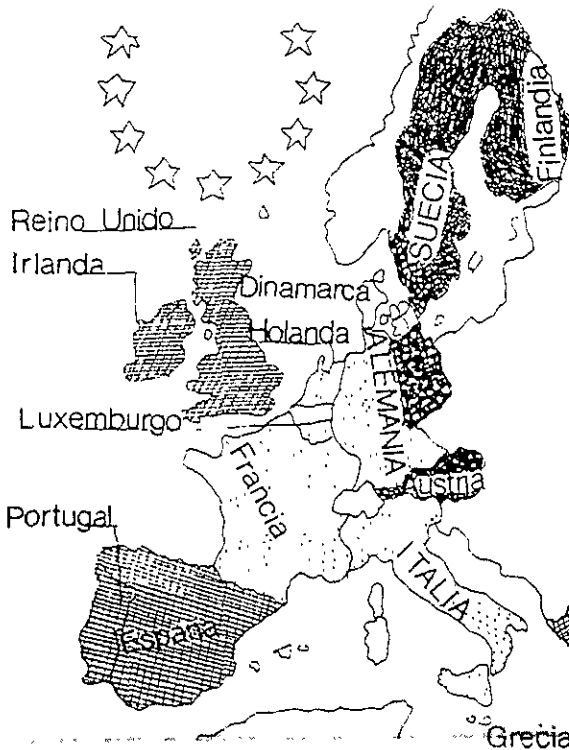 Finlandia
SUECIA
Reino Unido
Irlanda
Dinamarca
Holanda
ALEMANIA
Luxemburgo
Francia
Austria
Portugal
ITALIA
España
Grecia